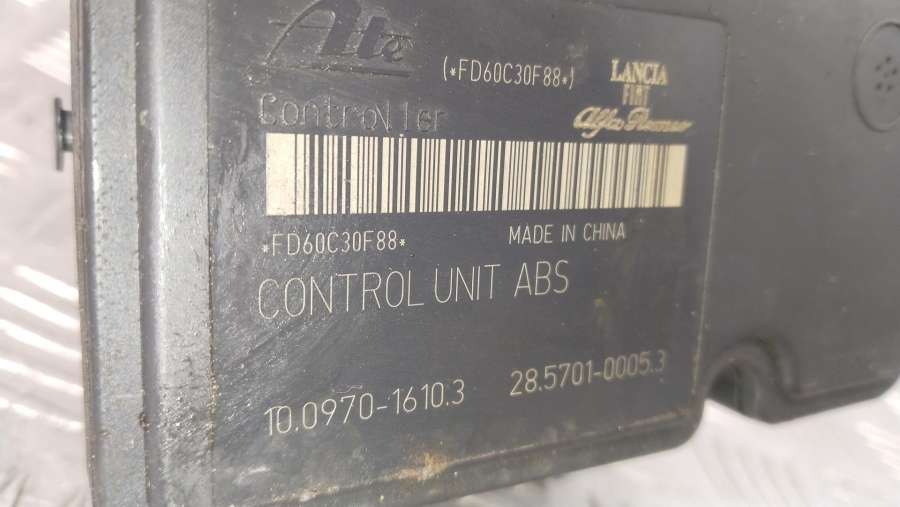 Ate
(*FD60C30F88*)
LANCIA
FIAT
Alfa Romeo
Controller
*FD60C30F88*
MADE IN CHINA
CONTROL UNIT ABS
10.0970-1610.3
28.5701-0005.3